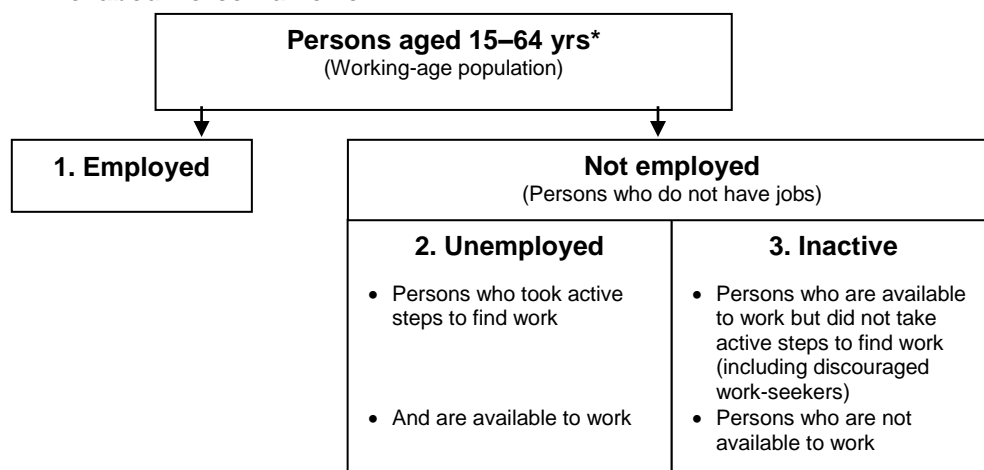 Persons aged 15–64 yrs*
(Working-age population)
1. Employed
Not employed
(Persons who do not have jobs)
2. Unemployed
• Persons who took active
steps to find work
• And are available to work
3. Inactive
• Persons who are available
to work but did not take
active steps to find work
(including discouraged
work-seekers)
• Persons who are not
available to work